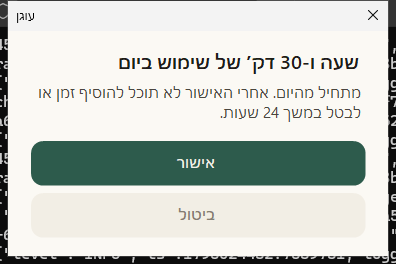 עוגן
שעה ו-30 דק׳ של שימוש ביום
מתחיל מהיום. אחרי האישור לא תוכל להוסיף זמן או
לבטל במשך 24 שעות.
אישור
ביטול